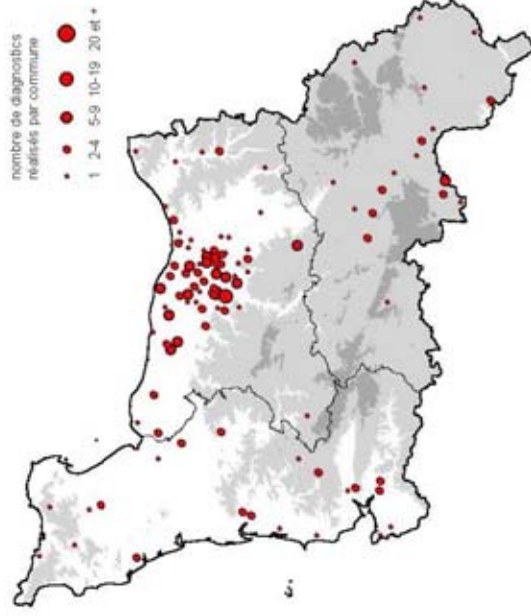 nombre de diagnostics
réalisés par commune
1 2-4 5-9 10-19 20 et +